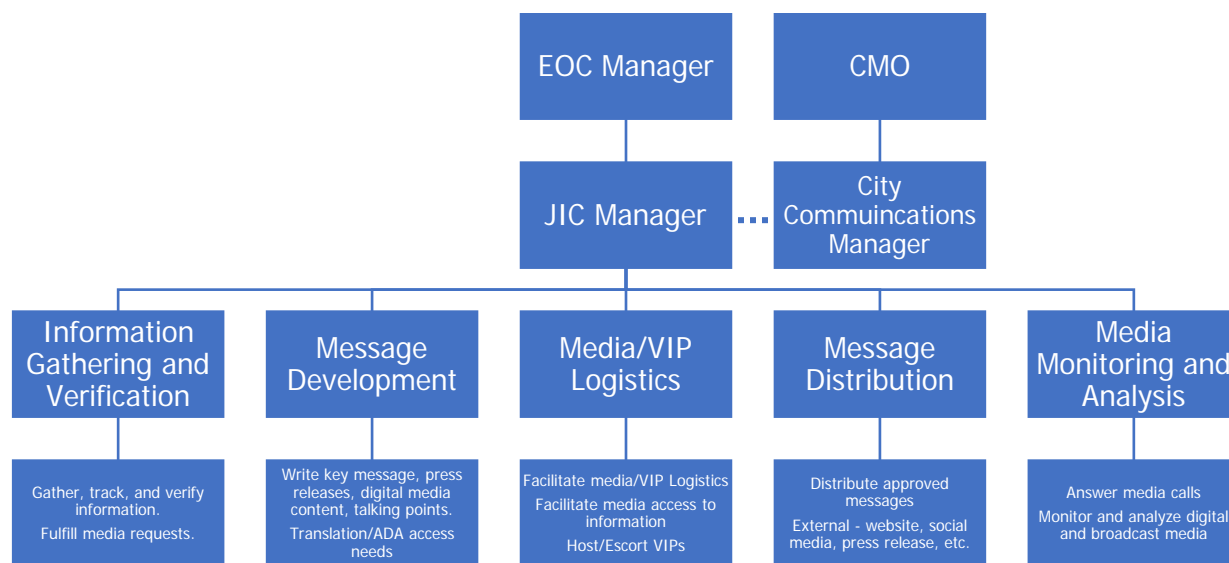 EOC Manager
CMO
JIC Manager
City
Commuincations
Manager
Information
Gathering and
Verification
Message
Development
Media/VIP
Logistics
Message
Distribution
Media
Monitoring and
Analysis
Gather, track, and verify
information.
Fulfill media requests.
Write key message, press
releases, digital media
content, talking points.
Translation/ADA access
needs
Facilitate media/VIP Logistics
Facilitate media access to
information
Host/Escort VIPs
Distribute approved
messages
External - website, social
media, press release, etc.
Answer media calls
Monitor and analyze digital
and broadcast media